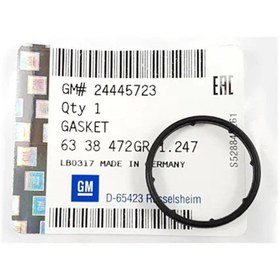 GM# 24445723
Qty 1
GASKET
63 38 472GR 1.247
LB0317 MADE IN GERMANY
GM
D-65423 Rüsselsheim
EAC